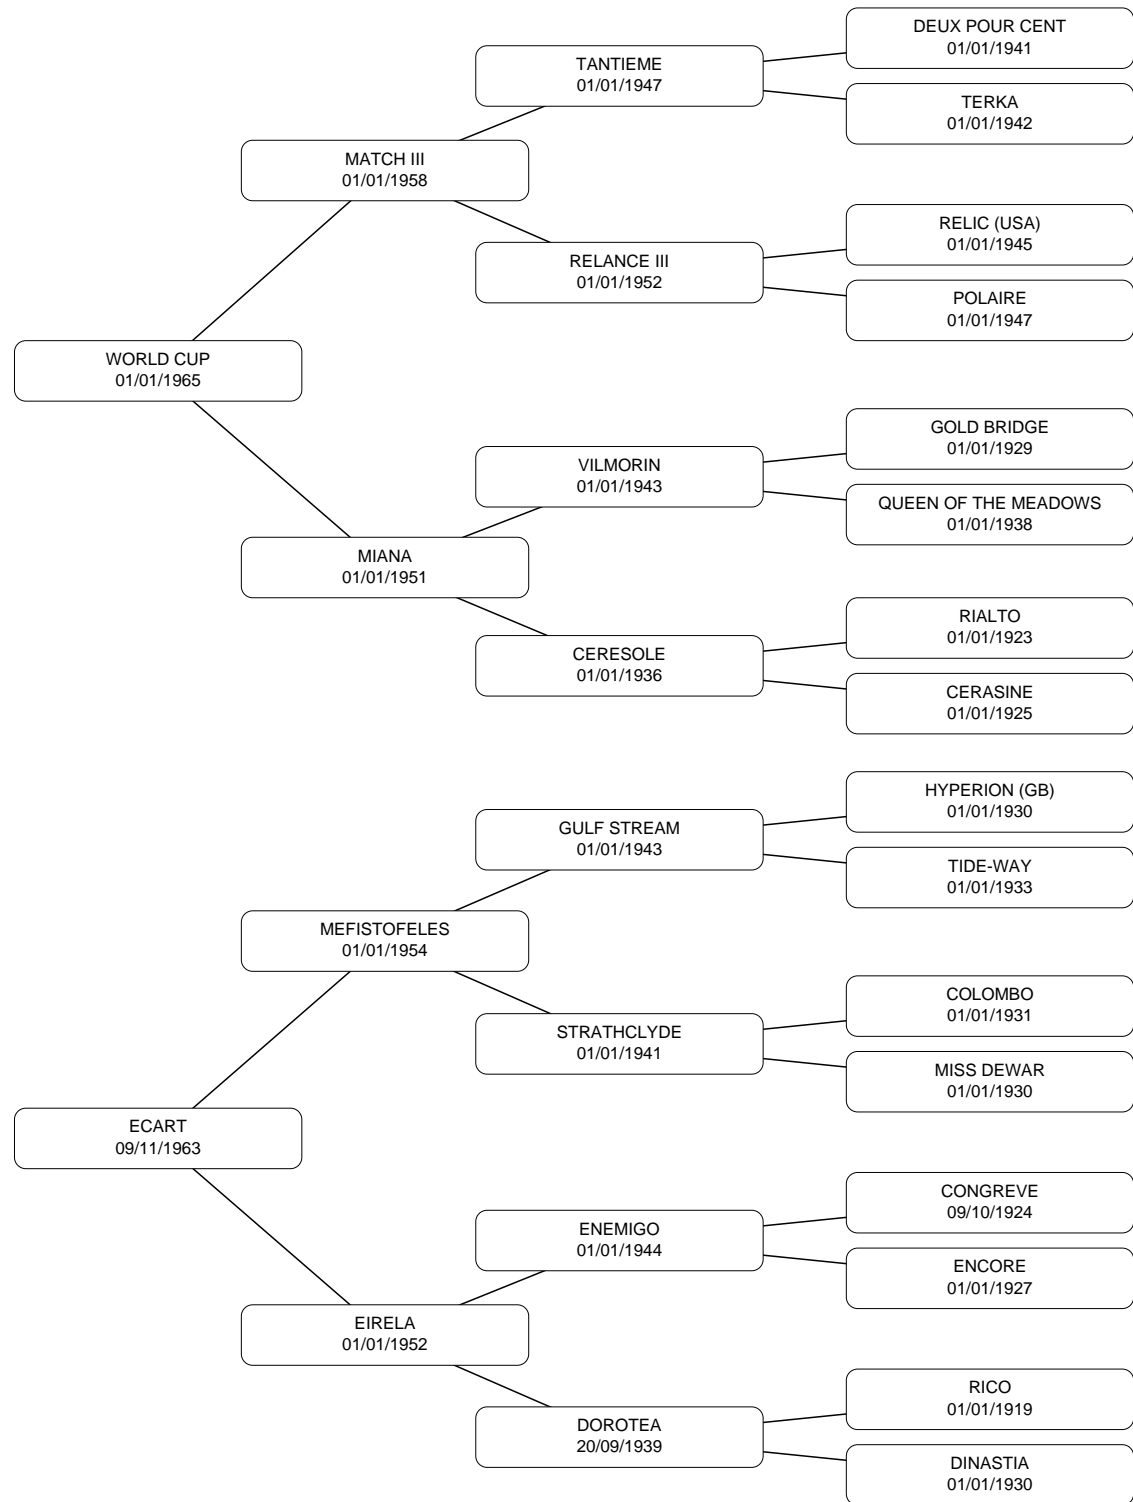 DEUX POUR CENT
01/01/1941
TANTIEME
01/01/1947
TERKA
01/01/1942
MATCH III
01/01/1958
RELIC (USA)
01/01/1945
RELANCE III
01/01/1952
POLAIRE
01/01/1947
WORLD CUP
01/01/1965
GOLD BRIDGE
01/01/1929
VILMORIN
01/01/1943
QUEEN OF THE MEADOWS
01/01/1938
MIANA
01/01/1951
RIALTO
01/01/1923
CERESOLE
01/01/1936
CERASINE
01/01/1925
HYPERION (GB)
01/01/1930
GULF STREAM
01/01/1943
TIDE-WAY
01/01/1933
MEFISTOFELES
01/01/1954
COLOMBO
01/01/1931
STRATHCLYDE
01/01/1941
MISS DEWAR
01/01/1930
ECART
09/11/1963
CONGREVE
09/10/1924
ENEMIGO
01/01/1944
ENCORE
01/01/1927
EIRELA
01/01/1952
RICO
01/01/1919
DOROTEA
20/09/1939
DINASTIA
01/01/1930